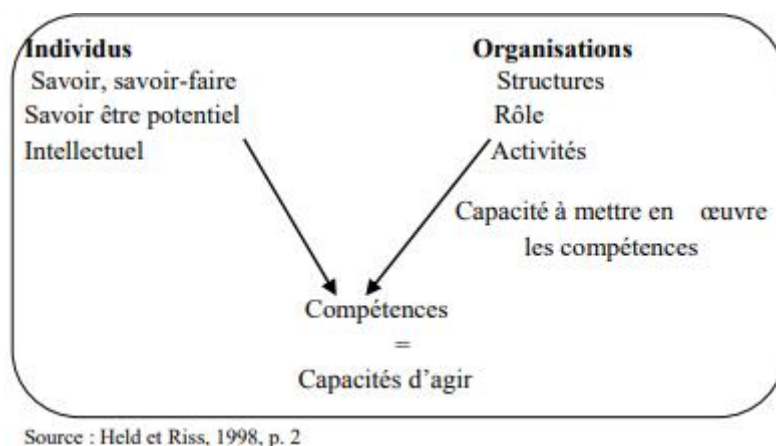 Individus
Savoir, savoir-faire
Savoir être potentiel
Intellectuel
Organisations
Structures
Rôle
Activités
Capacité à mettre en œuvre
les compétences
Compétences
=
Capacités d'agir
Source : Held et Riss, 1998, p. 2